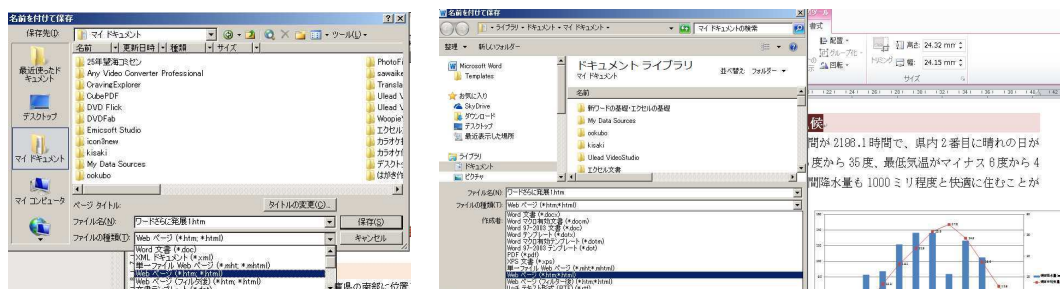 名前を付けて保存
保存先(I):
マイ ドキュメント
ツール(L)
名前
更新日時
種類
サイズ
最近使ったドキュメント
デスクトップ
マイ ドキュメント
マイ コンピュータ
25年望海コミセン
Any Video Converter Professional
CravingExplorer
CubePDF
DVD Flick
DVDFab
Emicsoft Studio
icon3new
kisaki
My Data Sources
ookubo
PhotoFi
sawaike
Transla
Ulead V
Ulead V
Woopie
エクセル
カラオケ
カラオケ
デスクト
はがき作
ページ タイトル:
タイトルの変更(C)...
ファイル名(N):
ワードさらに発展1htm
保存(S)
ファイルの種類(T):
Web ページ (*.htm; *.html)
キャンセル
Word 文書 (*.doc)
XML ドキュメント (*.xml)
単一ファイル Web ページ (*.mht; *.mhtml)
Web ページ (*.htm; *.html)
Web ページ (フィルタ後) (*.htm; *.html)
県の南部に位置
名前を付けて保存
ライブラリ
ドキュメント
マイ ドキュメント
マイ ドキュメントの検索
整理
新しいフォルダー
Microsoft Word
Templates
お気に入り
SkyDrive
ダウンロード
デスクトップ
最近表示した場所
ライブラリ
ドキュメント
ピクチャ
ドキュメント ライブラリ
マイ ドキュメント
並べ替え
フォルダー
名前
新ワードの基礎・エクセルの基礎
My Data Sources
ookubo
kisaki
Ulead VideoStudio
エクセル文書
ファイル名(N):
ワードさらに発展1htm
ファイルの種類(T):
Web ページ (*.htm;*.html)
作成者:
Word 文書 (*.docx)
Word マクロ有効文書 (*.docm)
Word 97-2003 文書 (*.doc)
Word テンプレート (*.dotx)
Word マクロ有効テンプレート (*.dotm)
Word 97-2003 テンプレート (*.dot)
PDF (*.pdf)
XPS 文書 (*.xps)
単一ファイル Web ページ (*.mht;*.mhtml)
Web ページ (*.htm;*.html)
Web ページ (フィルター後) (*.htm;*.html)
リッチ テキスト形式 (RTF) (*.rtf)
書式
配置
グループ化
回転
トリミング
高さ:
24.32 mm
幅:
24.15 mm
サイズ
候
間が 2198.1 時間で、県内 2 番目に晴れの日が
度から 35 度、最低気温がマイナス 6 度から 4
間降水量も 1000 ミリ程度と快適に住むことが